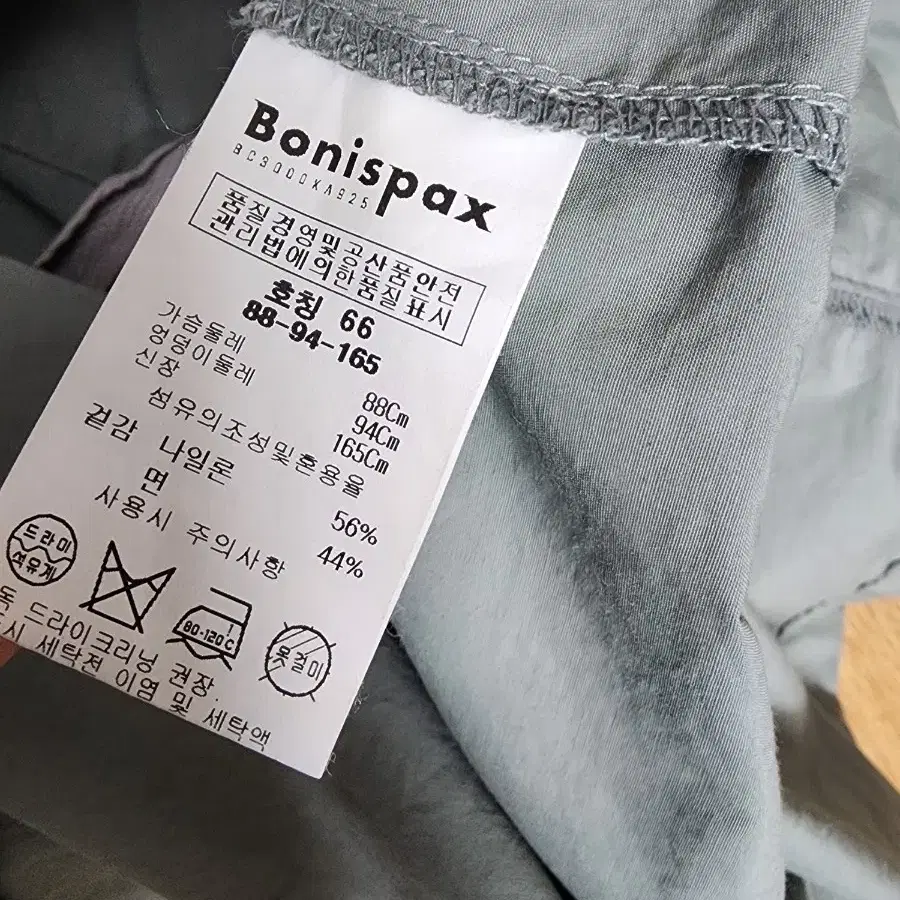 Bonispax
BC3000XA925
품질경영및공산품안전
관리법에의한품질표시
호칭 66
88-94-165
가슴둘레 88Cm
엉덩이둘레 94Cm
신장 165Cm
섬유의조성및혼용율
겉감 나일론 56%
면 44%
사용시 주의사항
드라이
석유계
80-120℃
옷걸이
독 드라이크리닝 권장.
시 세탁전 이염 및 세탁액